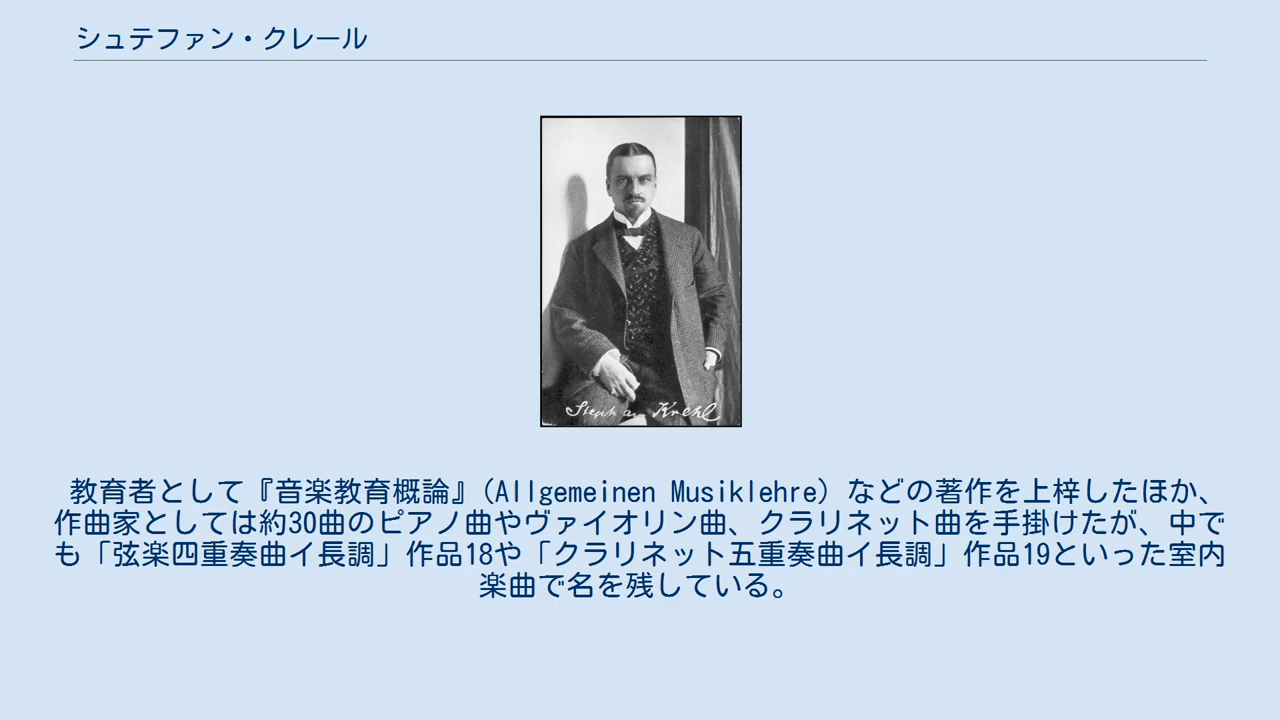 シュテファン・クレール
Stephan Krehl
教育者として『音楽教育概論』（Allgemeinen Musiklehre）などの著作を上梓したほか、
作曲家としては約30曲のピアノ曲やヴァイオリン曲、クラリネット曲を手掛けたが、中で
も「弦楽四重奏曲イ長調」作品18や「クラリネット五重奏曲イ長調」作品19といった室内
楽曲で名を残している。